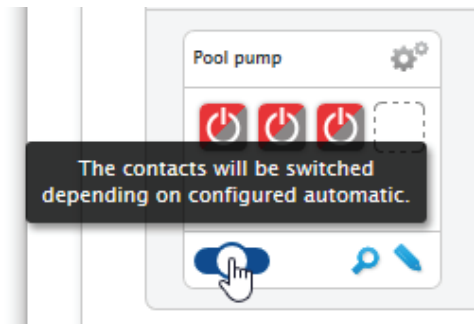 Pool pump
The contacts will be switched
depending on configured automatic.